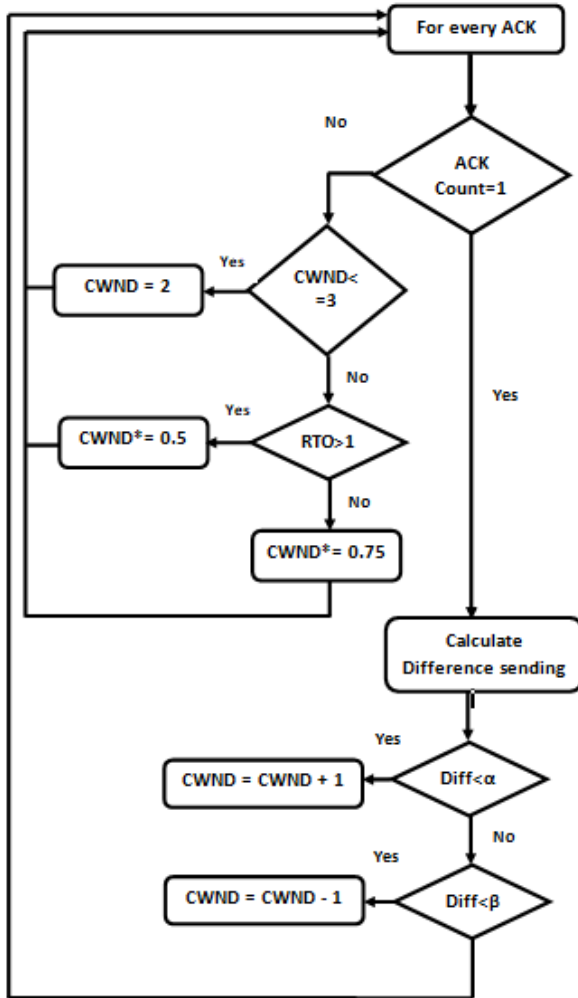 For every ACK
No
ACK
Count=1
Yes
CWND<
=3
CWND = 2
No
Yes
Yes
RTO>1
CWND*= 0.5
No
CWND*= 0.75
Calculate
Difference sending
Yes
Diff<α
CWND = CWND + 1
No
Yes
Diff<β
CWND = CWND - 1